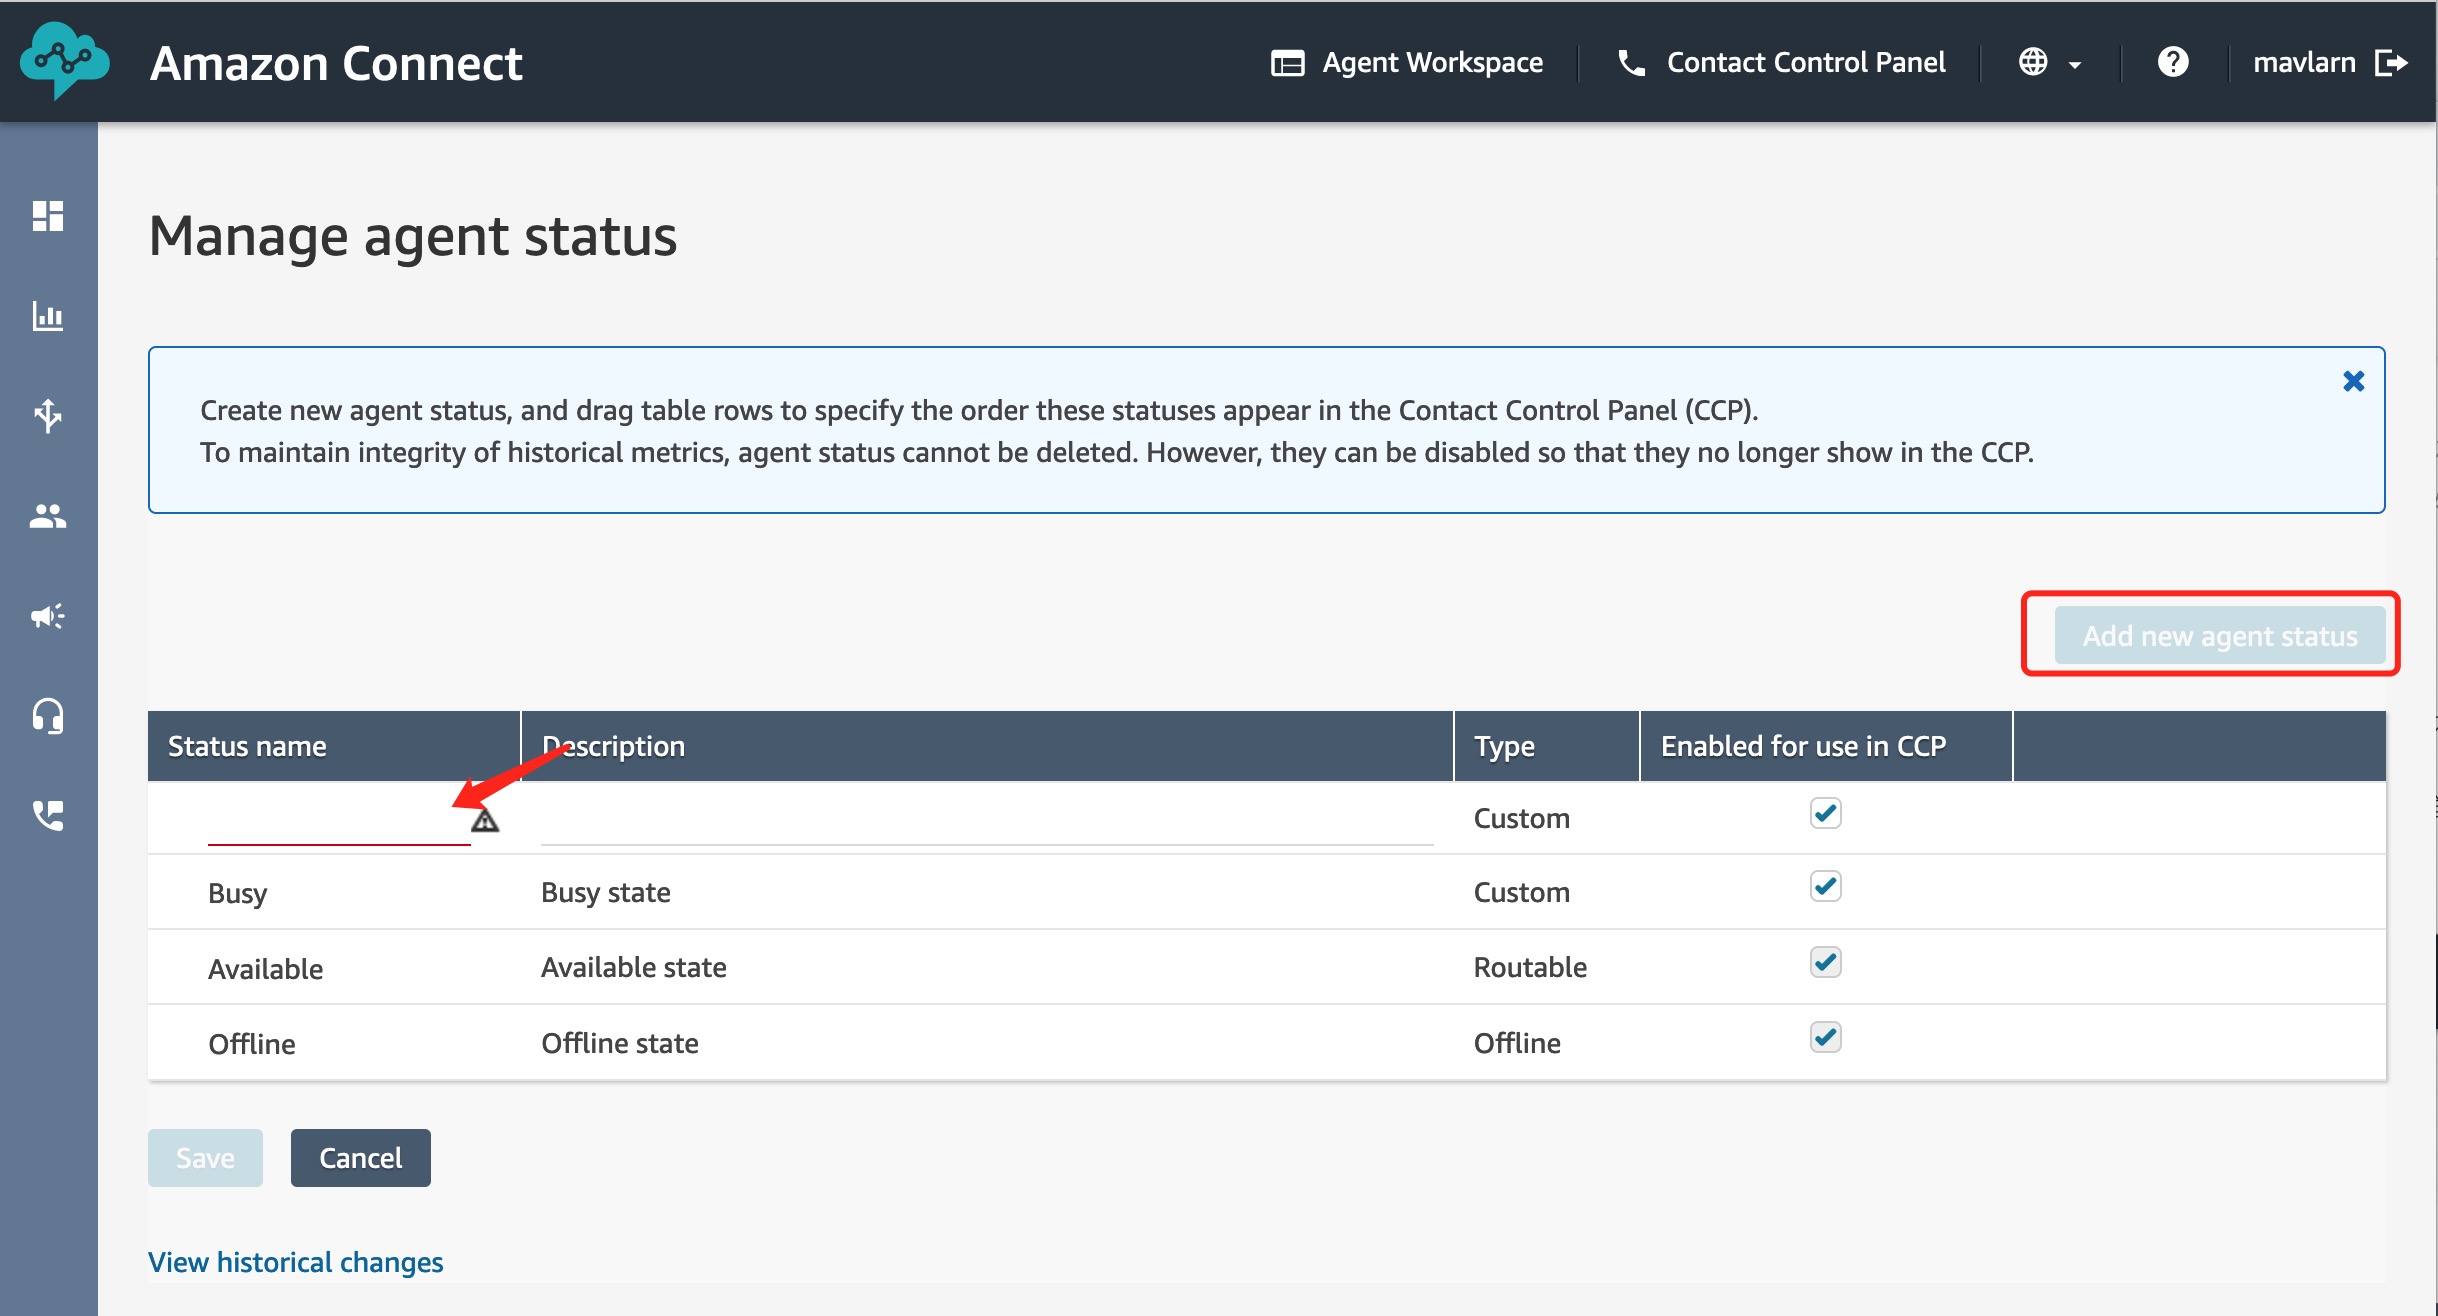 Amazon Connect
Agent Workspace
Contact Control Panel
mavlarn
Manage agent status
Create new agent status, and drag table rows to specify the order these statuses appear in the Contact Control Panel (CCP).
To maintain integrity of historical metrics, agent status cannot be deleted. However, they can be disabled so that they no longer show in the CCP.
Add new agent status
Status name Description Type Enabled for use in CCP
Custom
Busy Busy state Custom
Available Available state Routable
Offline Offline state Offline
Save Cancel
View historical changes